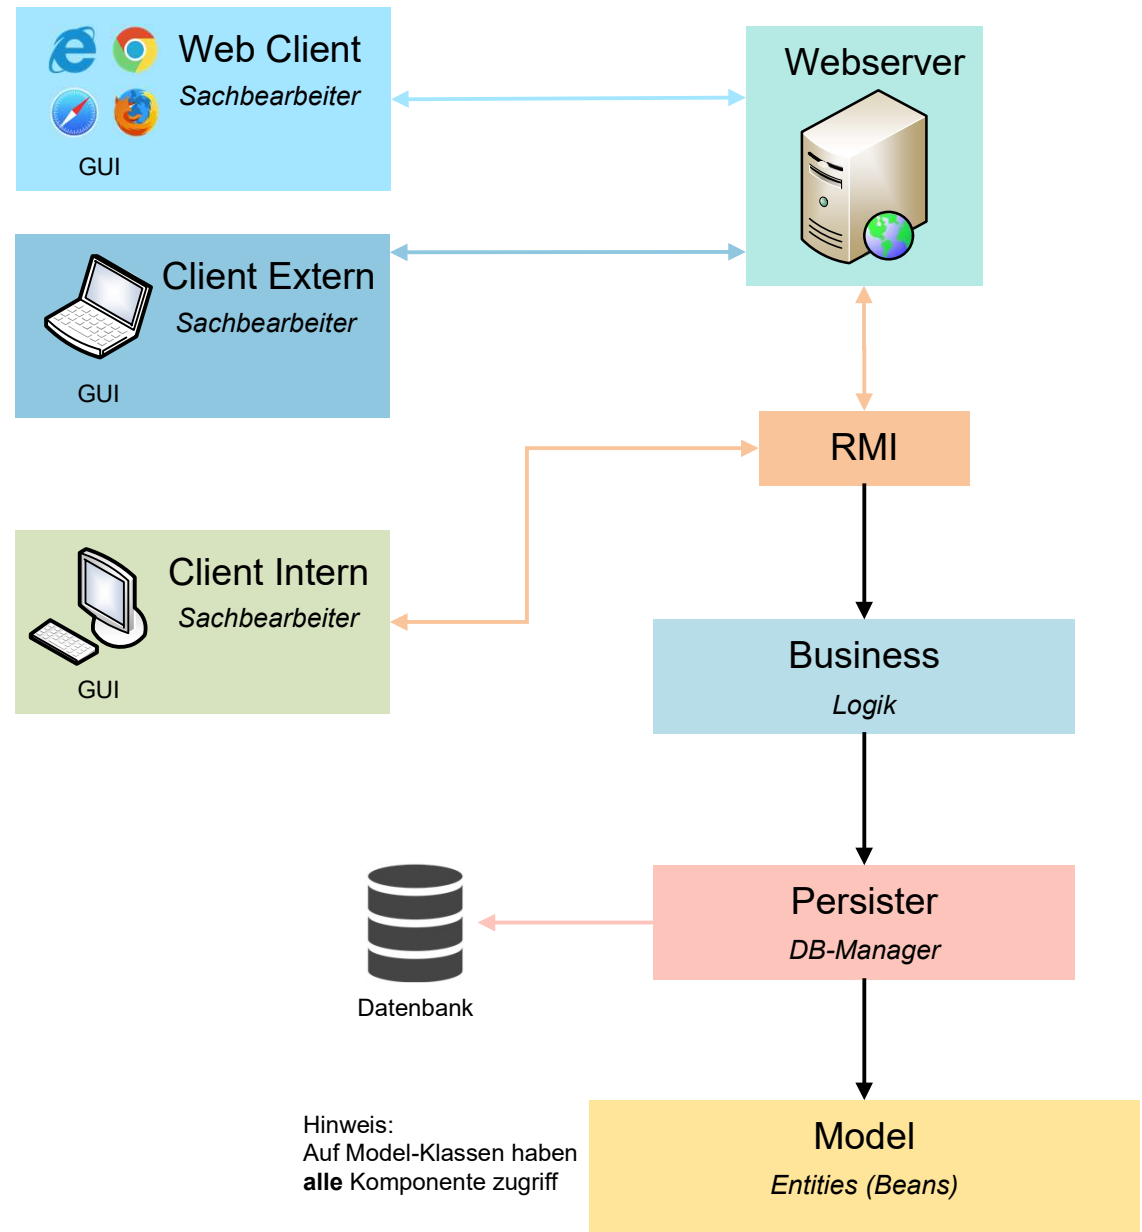 Web Client
Sachbearbeiter
GUI
Webserver
Client Extern
Sachbearbeiter
GUI
RMI
Client Intern
Sachbearbeiter
GUI
Business
Logik
Persister
DB-Manager
Datenbank
Hinweis:
Auf Model-Klassen haben
alle Komponente zugriff
Model
Entities (Beans)